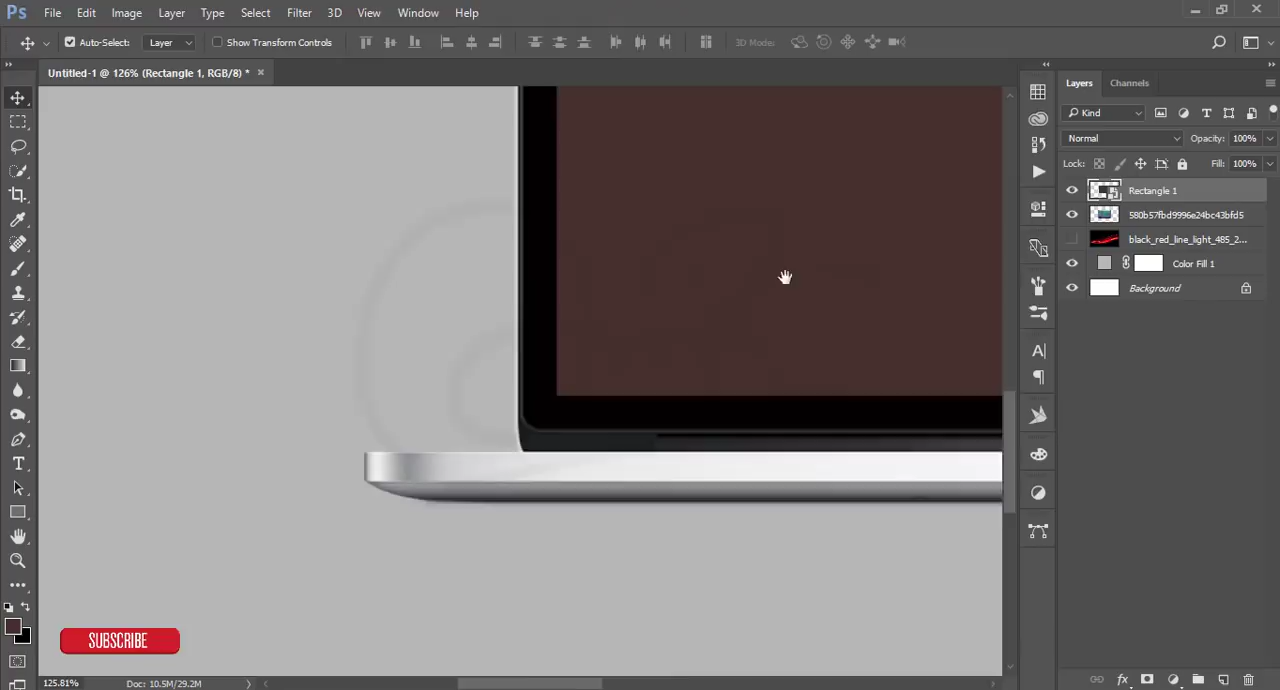 Ps File Edit Image Layer Type Select Filter 3D View Window Help
Auto-Select: Layer Show Transform Controls 3D Mode:
Untitled-1 @ 126% (Rectangle 1, RGB/8) *
Layers Channels
Kind
Normal Opacity: 100%
Lock: Fill: 100%
Rectangle 1
580b57fbd9996e24bc43bfd5
black_red_line_light_485_2...
Color Fill 1
Background
SUBSCRIBE
125.81% Doc: 10.5M/29.2M